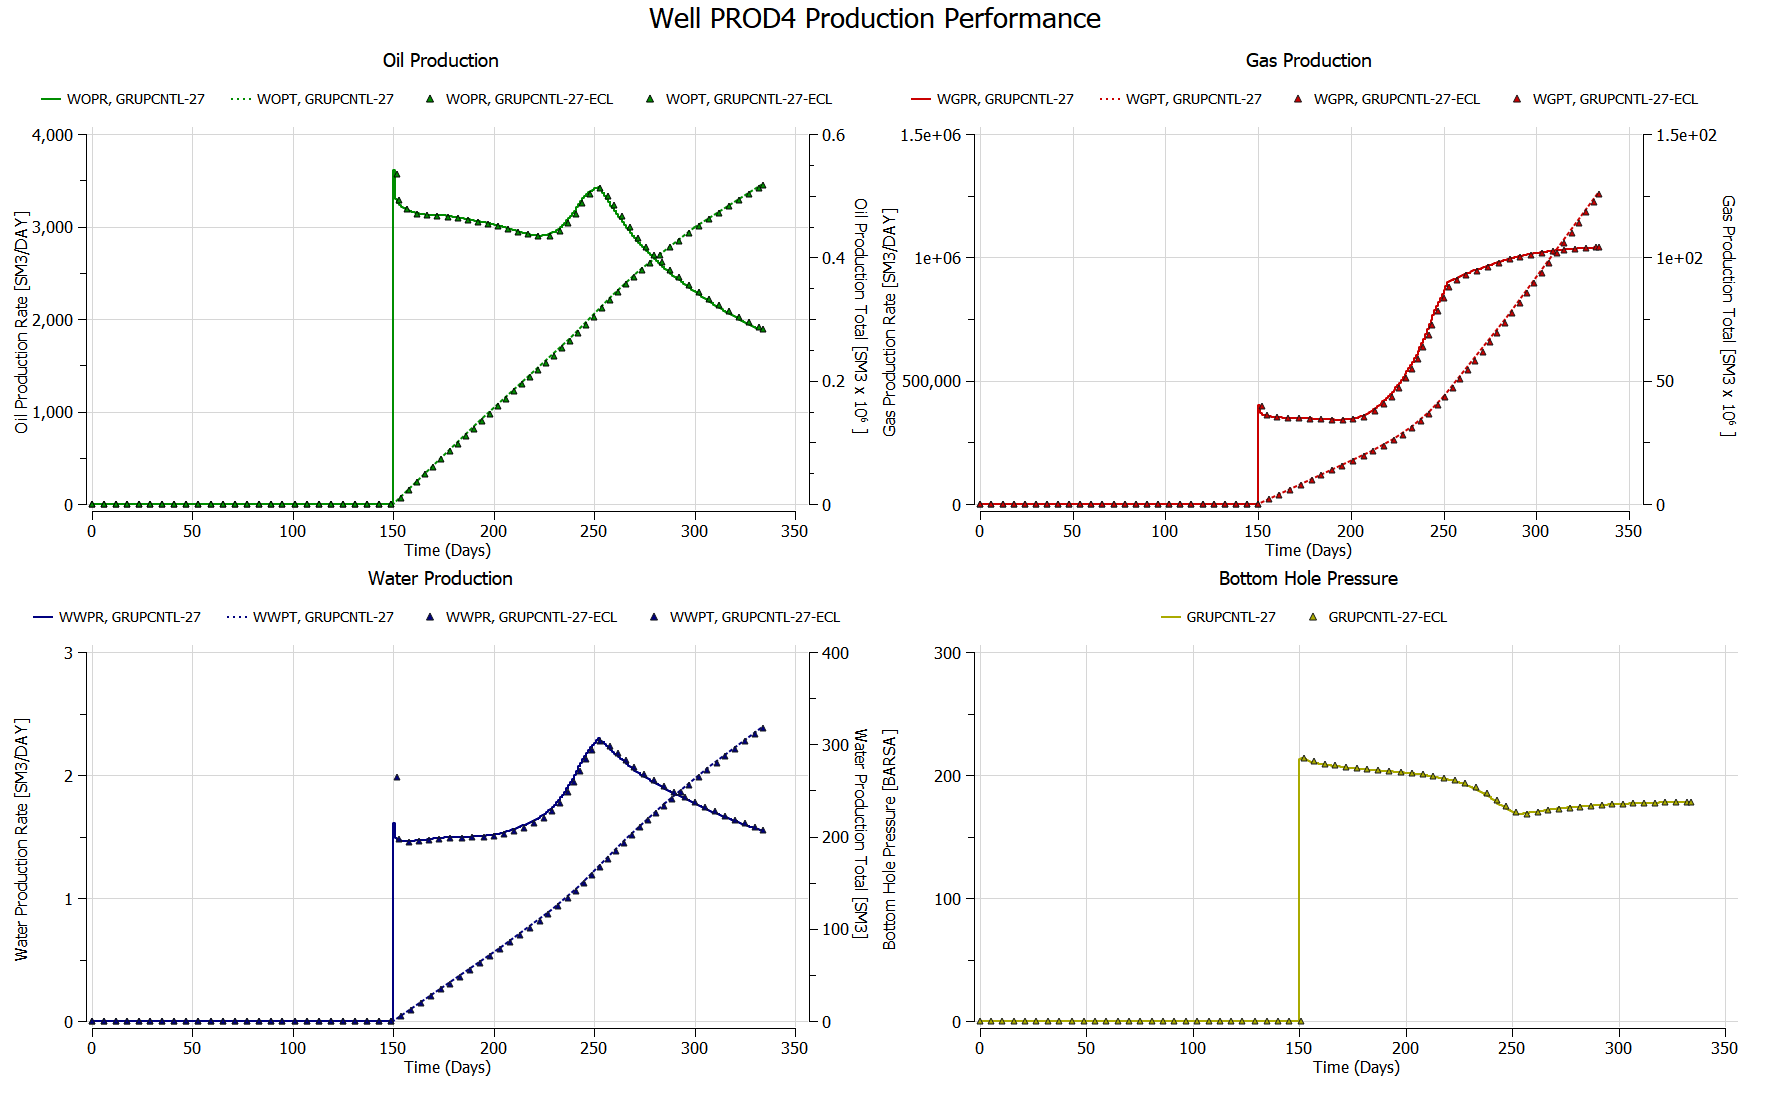 Well PROD4 Production Performance
Oil Production
WOPR, GRUPCNTL-27 WOPT, GRUPCNTL-27 WOPR, GRUPCNTL-27-ECL WOPT, GRUPCNTL-27-ECL
4,000
3,000
2,000
1,000
0
Oil Production Rate [SM3/DAY]
0.6
0.4
0.2
0
Oil Production Total [SM3 x 10⁶ ]
0 50 100 150 200 250 300 350
Time (Days)
Gas Production
WGPR, GRUPCNTL-27 WGPT, GRUPCNTL-27 WGPR, GRUPCNTL-27-ECL WGPT, GRUPCNTL-27-ECL
1.5e+06
1e+06
500,000
0
Gas Production Rate [SM3/DAY]
1.5e+02
1e+02
50
0
Gas Production Total [SM3 x 10⁶ ]
0 50 100 150 200 250 300 350
Time (Days)
Water Production
WWPR, GRUPCNTL-27 WWPT, GRUPCNTL-27 WWPR, GRUPCNTL-27-ECL WWPT, GRUPCNTL-27-ECL
3
2
1
0
Water Production Rate [SM3/DAY]
400
300
200
100
0
Water Production Total [SM3]
0 50 100 150 200 250 300 350
Time (Days)
Bottom Hole Pressure
GRUPCNTL-27 GRUPCNTL-27-ECL
300
200
100
0
Bottom Hole Pressure [BARSA]
0 50 100 150 200 250 300 350
Time (Days)